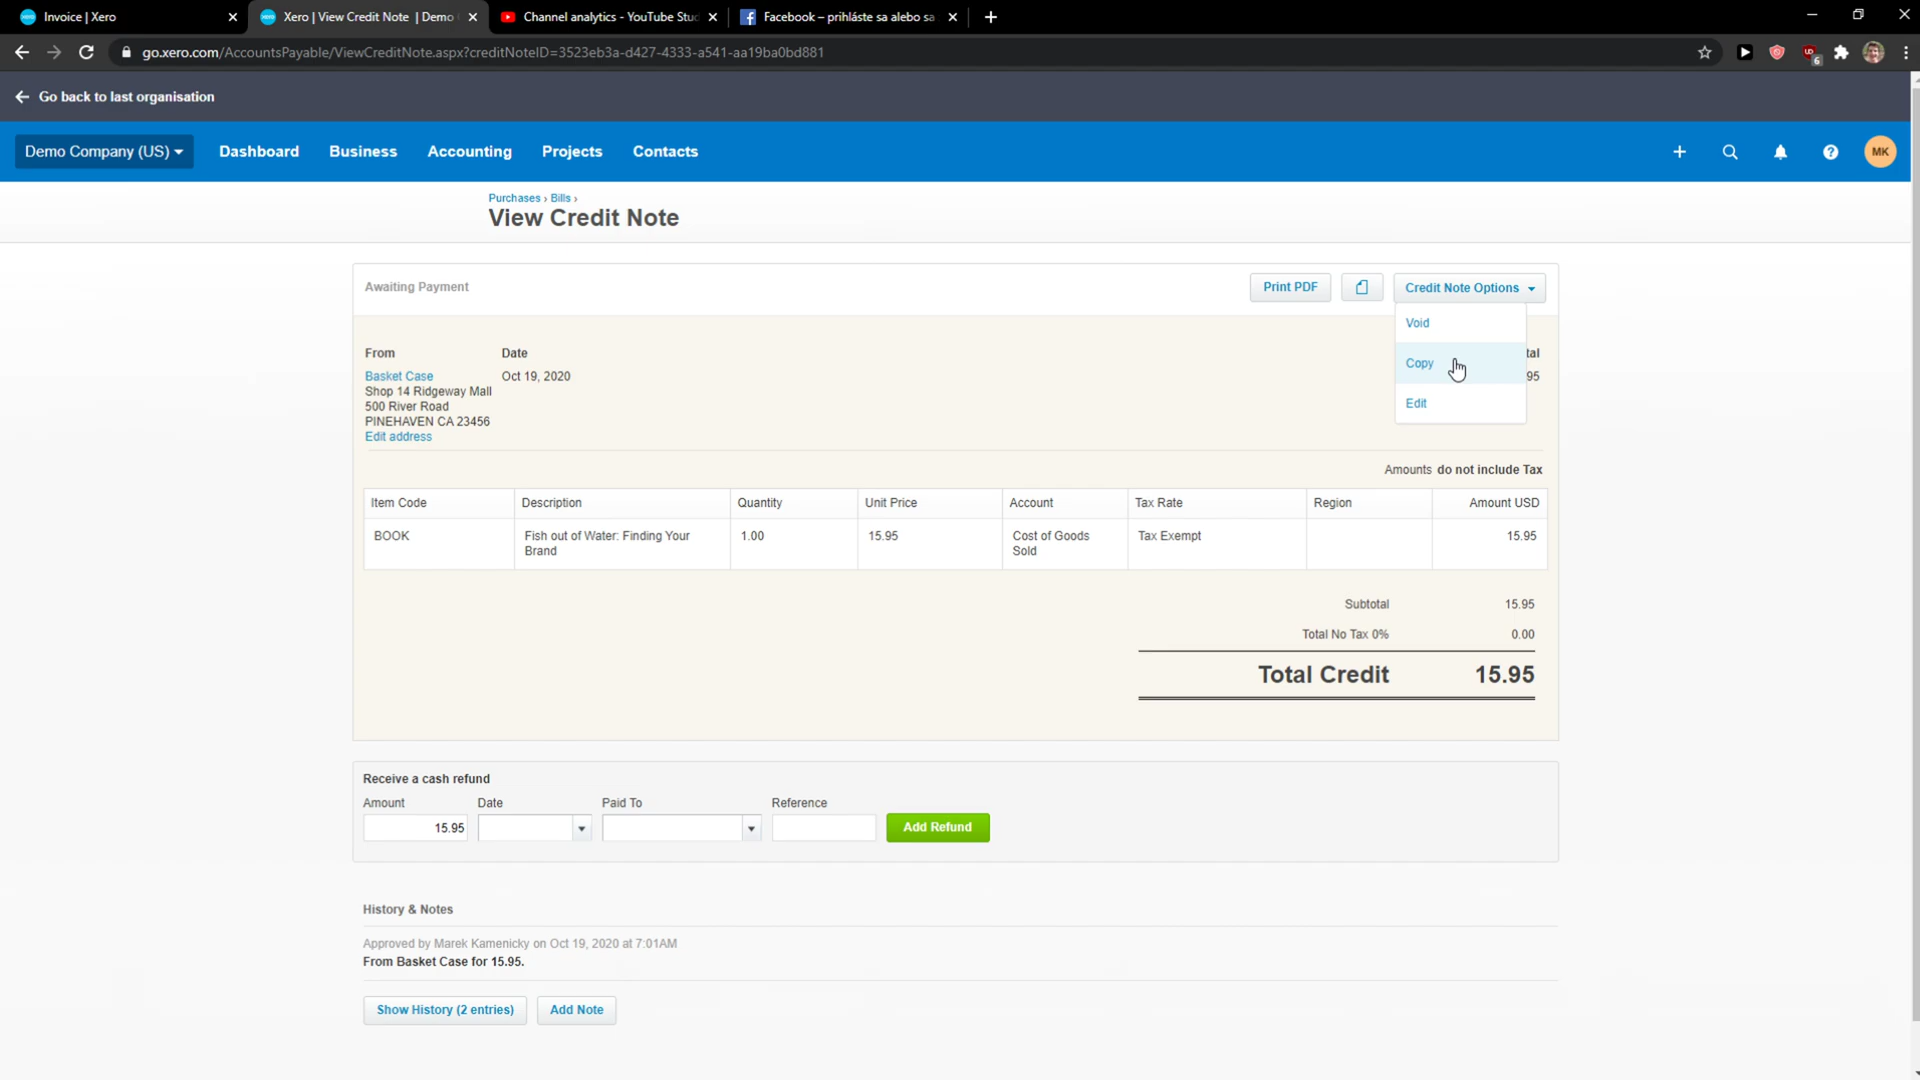 Invoice | Xero
Xero | View Credit Note | Demo
Channel analytics - YouTube Stu
Facebook – prihláste sa alebo sa
go.xero.com/AccountsPayable/ViewCreditNote.aspx?creditNoteID=3523eb3a-d427-4333-a541-aa19ba0bd881
6
Go back to last organisation
Demo Company (US)
Dashboard
Business
Accounting
Projects
Contacts
MK
Purchases › Bills ›
View Credit Note
Awaiting Payment
Print PDF
Credit Note Options
Void
Copy
Edit
From
Date
tal
Basket Case
Oct 19, 2020
95
Shop 14 Ridgeway Mall
500 River Road
PINEHAVEN CA 23456
Edit address
Amounts do not include Tax
Item Code Description Quantity Unit Price Account Tax Rate Region Amount USD
BOOK Fish out of Water: Finding Your 1.00 15.95 Cost of Goods Tax Exempt 15.95
Brand Sold
Subtotal 15.95
Total No Tax 0% 0.00
Total Credit 15.95
Receive a cash refund
Amount Date Paid To Reference
15.95
Add Refund
History & Notes
Approved by Marek Kamenicky on Oct 19, 2020 at 7:01AM
From Basket Case for 15.95.
Show History (2 entries)
Add Note